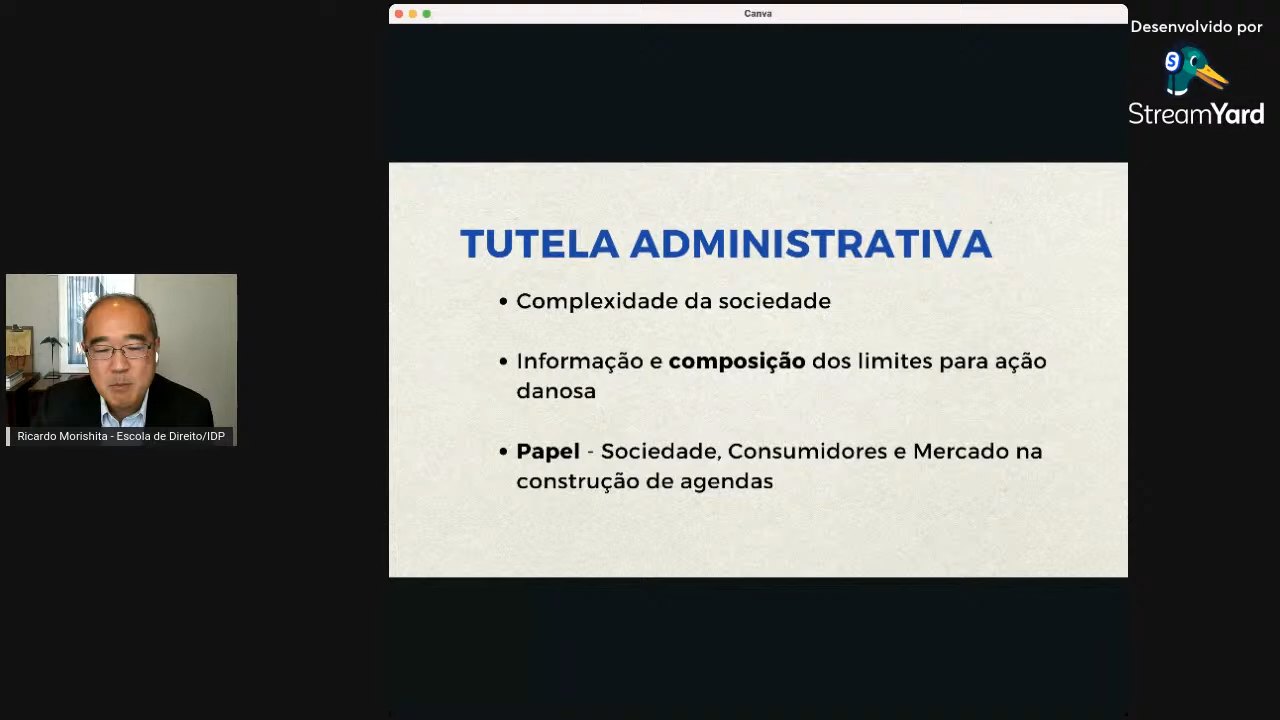 Canva
Desenvolvido por
S
StreamYard
TUTELA ADMINISTRATIVA
• Complexidade da sociedade
• Informação e composição dos limites para ação
danosa
• Papel - Sociedade, Consumidores e Mercado na
construção de agendas
Ricardo Morishita - Escola de Direito/IDP